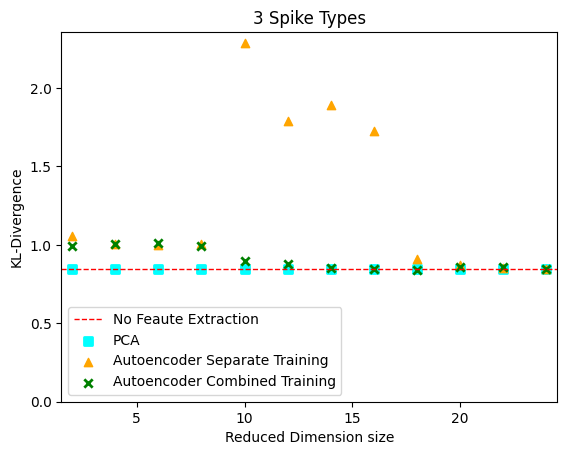 3 Spike Types
KL-Divergence
2.0
1.5
1.0
0.5
0.0
No Feaute Extraction
PCA
Autoencoder Separate Training
Autoencoder Combined Training
5
10
15
20
Reduced Dimension size